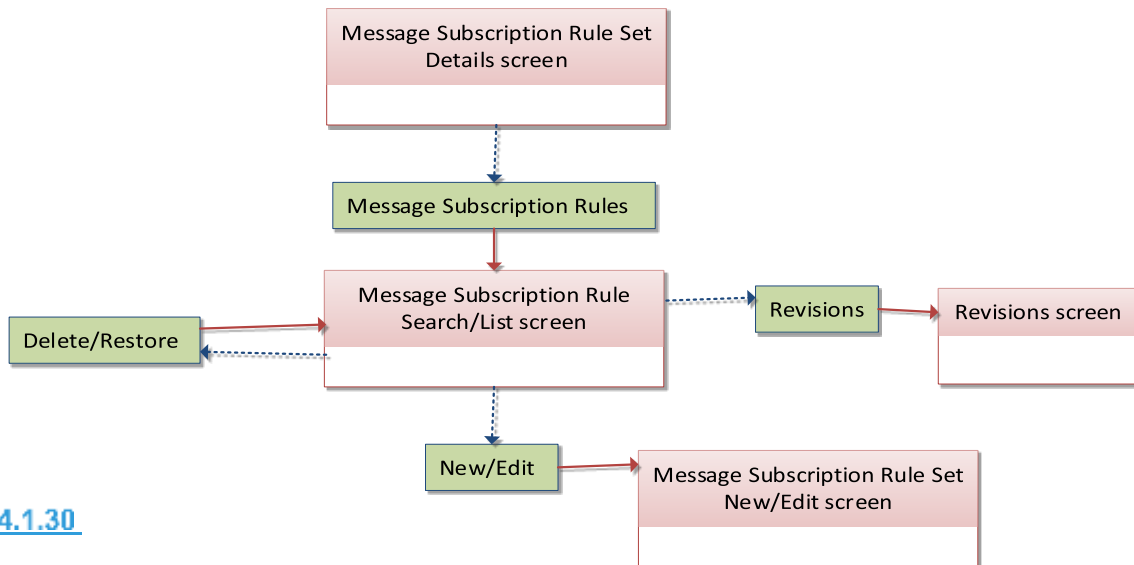 Message Subscription Rule Set
Details screen
Message Subscription Rules
Message Subscription Rule
Search/List screen
Revisions
Revisions screen
Delete/Restore
New/Edit
Message Subscription Rule Set
New/Edit screen
4.1.30